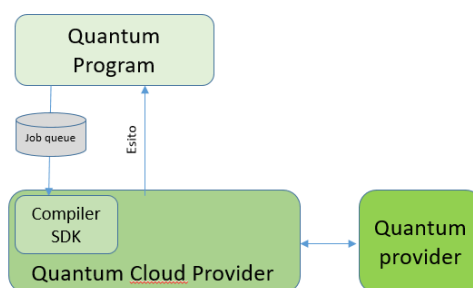 Quantum
Program
Job queue
Esito
Compiler
SDK
Quantum Cloud Provider
Quantum
provider